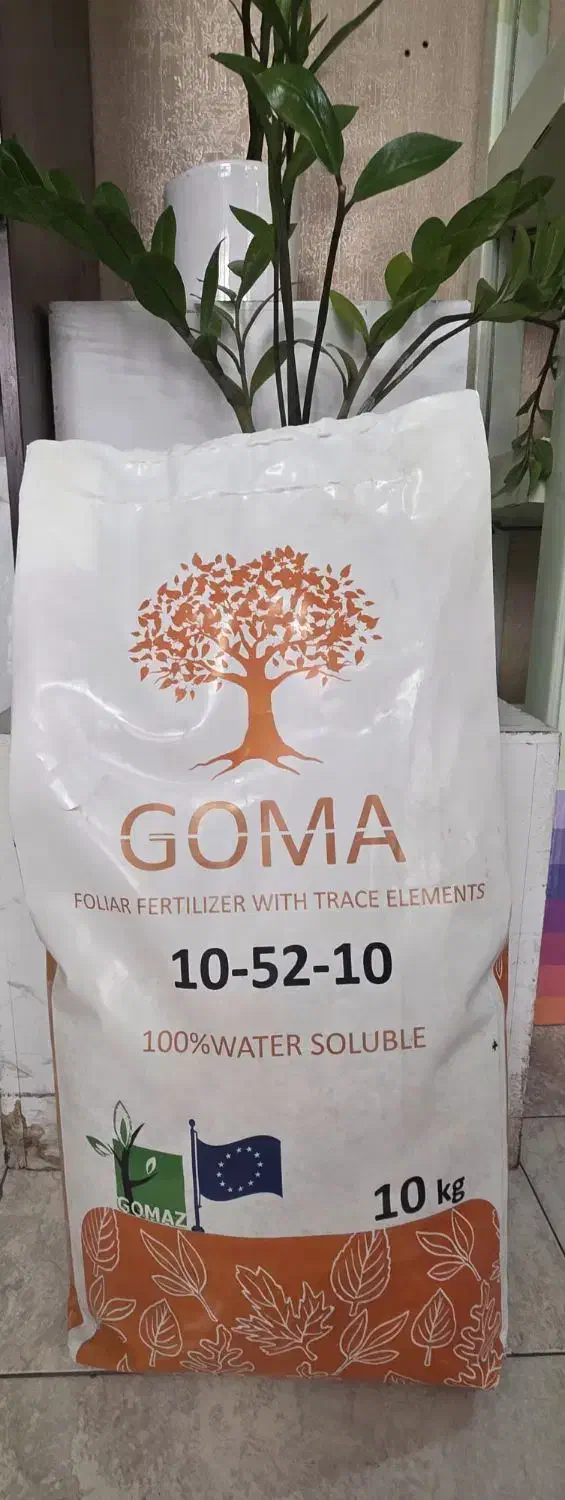 GOMA
FOLIAR FERTILIZER WITH TRACE ELEMENTS
10-52-10
100%WATER SOLUBLE
GOMAZ
10 kg